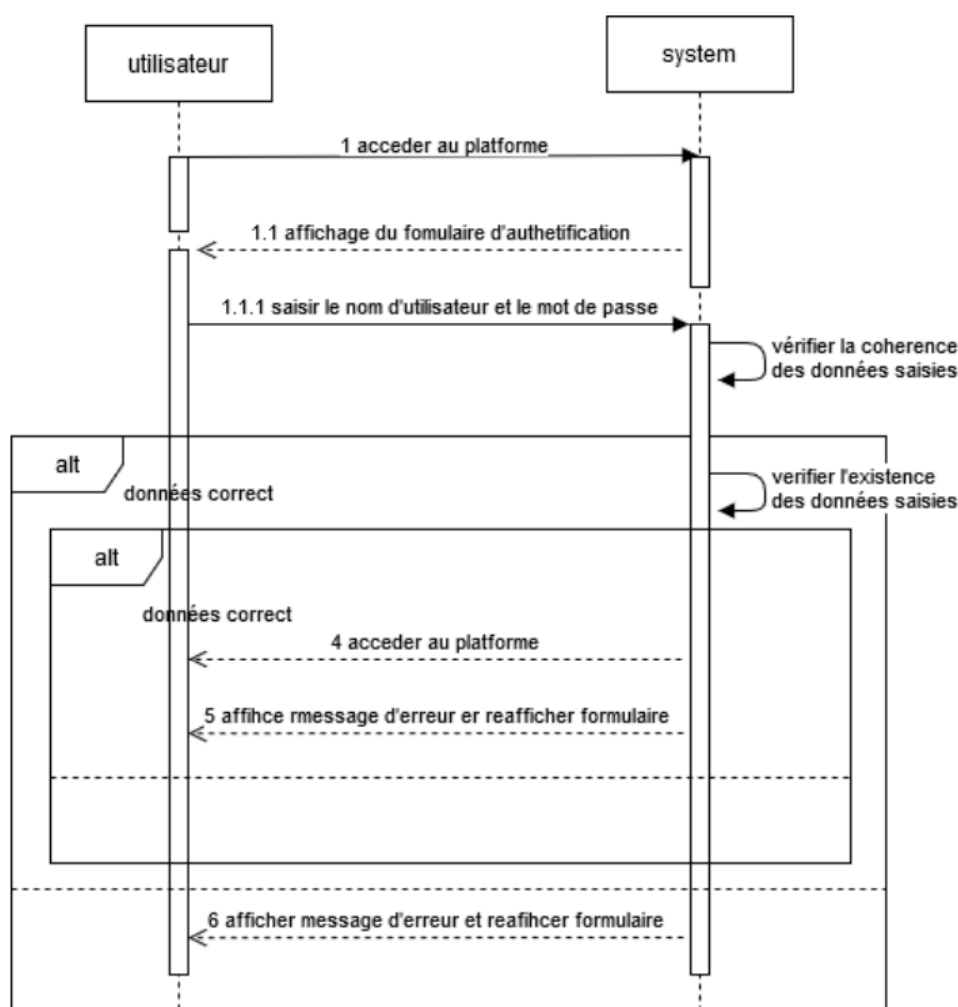 utilisateur
system
1 acceder au platforme
1.1 affichage du fomulaire d'authetification
1.1.1 saisir le nom d'utilisateur et le mot de passe
vérifier la coherence
des données saisies
alt
données correct
verifier l'existence
des données saisies
alt
données correct
4 acceder au platforme
5 affihce rmessage d'erreur er reafficher formulaire
6 afficher message d'erreur et reafihcer formulaire